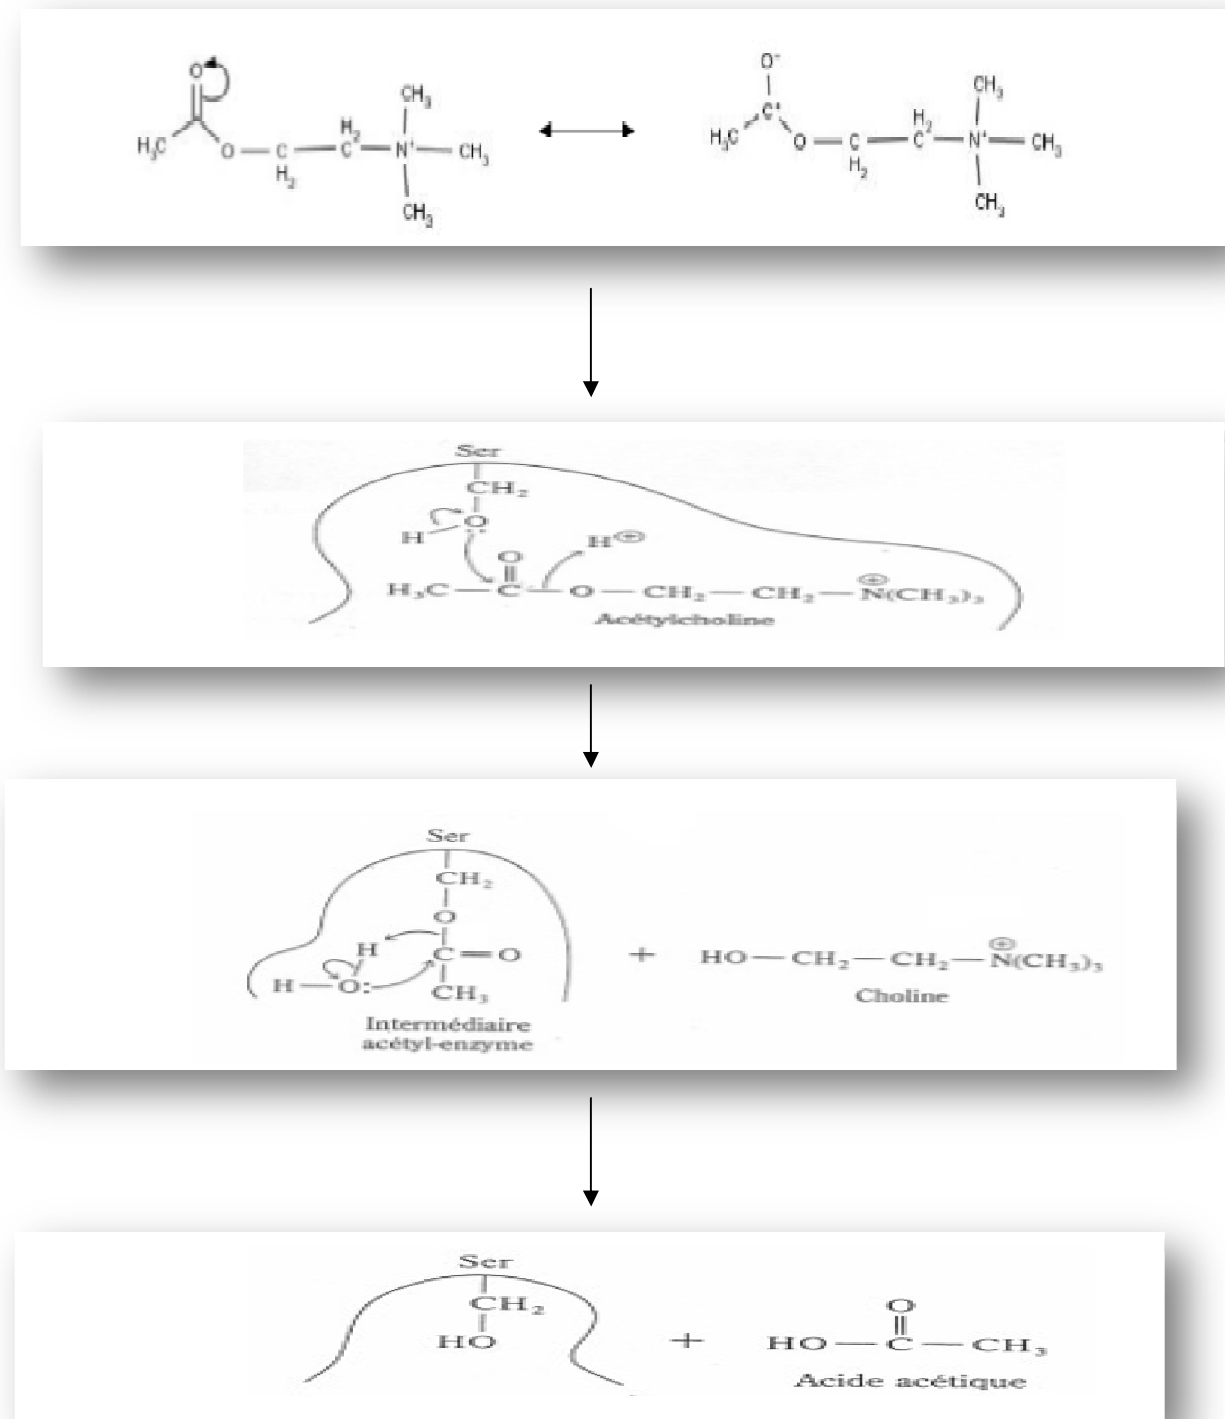 O
H₃C
O — C — C — N⁺ — CH₃
H₂
H₂
CH₃
CH₃
O⁻
C⁺
H₃C
O — C — C — N⁺ — CH₃
H₂
H₂
CH₃
CH₃
Ser
CH₂
H — O:
O
H⊕
H₃C — C — O — CH₂ — CH₂ — N⊕(CH₃)₃
Acétylcholine
Ser
CH₂
O
H
C = O
H — O:
CH₃
Intermédiaire
acétyl-enzyme
+
HO — CH₂ — CH₂ — N⊕(CH₃)₃
Choline
Ser
CH₂
HO
+
O
HO — C — CH₃
Acide acétique